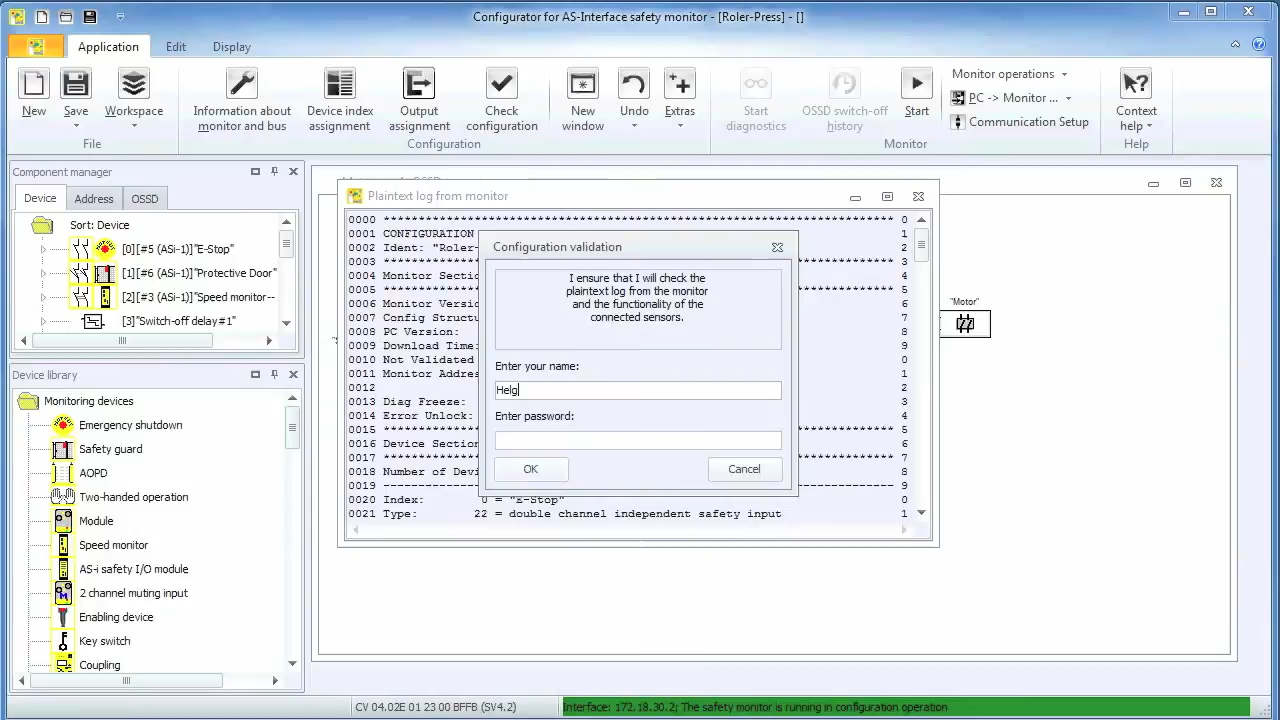 Configurator for AS-Interface safety monitor - [Roler-Press] - []
Application Edit Display
New Save Workspace
File
Information about monitor and bus
Device index assignment
Output assignment
Check configuration
Configuration
New window
Undo
Extras
Start diagnostics
OSSD switch-off history
Start
Monitor operations
PC -> Monitor ...
Communication Setup
Monitor
Context help
Help
Component manager
Device Address OSSD
Sort: Device
[0][#5 (ASi-1)]"E-Stop"
[1][#6 (ASi-1)]"Protective Door"
[2][#3 (ASi-1)]"Speed monitor--
[3]"Switch-off delay#1"
Device library
Monitoring devices
Emergency shutdown
Safety guard
AOPD
Two-handed operation
Module
Speed monitor
AS-i safety I/O module
2 channel muting input
Enabling device
Key switch
Coupling
Plaintext log from monitor
0000 **************************************************************************** 0
0001 CONFIGURATION 1
0002 Ident: "Roler- 2
0003 ************* 3
0004 Monitor Sectio 4
0005 ************* 5
0006 Monitor Versio 6
0007 Config Structu 7
0008 PC Version: 8
0009 Download Time: 9
0010 Not Validated 0
0011 Monitor Addres 1
0012 2
0013 Diag Freeze: 3
0014 Error Unlock: 4
0015 ************* 5
0016 Device Section 6
0017 ************* 7
0018 Number of Devi 8
0019 ------------- 9
0020 Index: 0 = "E-Stop" 0
0021 Type: 22 = double channel independent safety input 1
Configuration validation
I ensure that I will check the
plaintext log from the monitor
and the functionality of the
connected sensors.
Enter your name:
Helg
Enter password:
OK Cancel
"Motor"
CV 04.02E 01 23 00 BFFB (SV4.2)
Interface: 172.18.30.2; The safety monitor is running in configuration operation